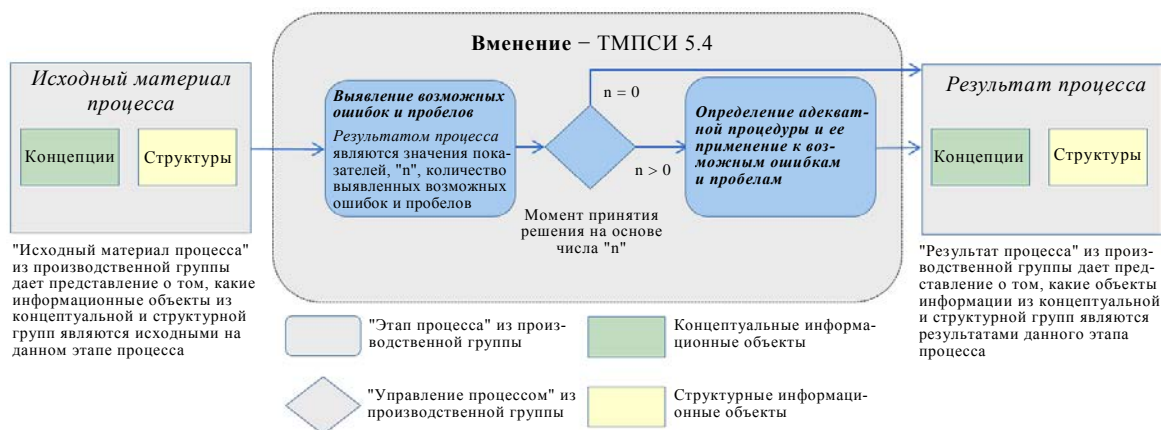 Вменение – ТМПСИ 5.4
Исходный материал
процесса
Концепции
Структуры
"Исходный материал процесса"
из производственной группы
дает представление о том, какие
информационные объекты из
концептуальной и структурной
групп являются исходными на
данном этапе процесса
Выявление возможных
ошибок и пробелов
Результатом процесса
являются значения пока-
зателей, "n", количество
выявленных возможных
ошибок и пробелов
n = 0
n > 0
Момент принятия
решения на основе
числа "n"
Определение адекват-
ной процедуры и ее
применение к воз-
можным ошибкам
и пробелам
Результат процесса
Концепции
Структуры
"Результат процесса" из произ-
водственной группы дает пред-
ставление о том, какие объекты
информации из концептуальной
и структурной групп являются
результатами данного этапа
процесса
"Этап процесса" из произ-
водственной группы
Концептуальные информа-
ционные объекты
"Управление процессом" из
производственной группы
Структурные информаци-
онные объекты